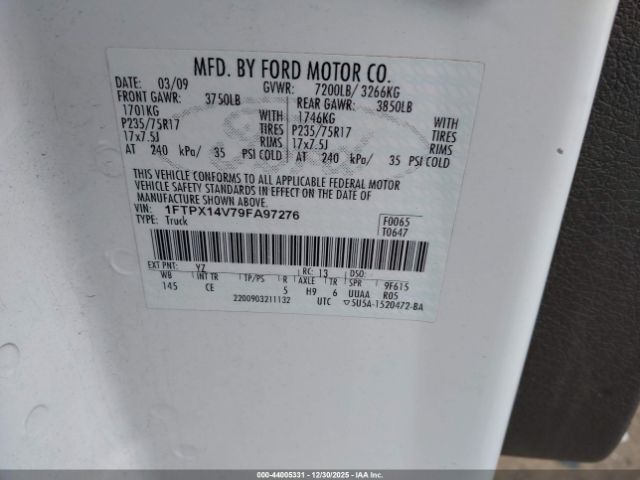 MFD. BY FORD MOTOR CO.
DATE: 03/09 GVWR: 7200LB/ 3266KG
FRONT GAWR: 3750LB REAR GAWR: 3850LB
1701KG WITH 1746KG WITH
P235/75R17 TIRES P235/75R17 TIRES
17x7.5J RIMS 17x7.5J RIMS
AT 240 kPa/ 35 PSI COLD AT 240 kPa/ 35 PSI COLD
THIS VEHICLE CONFORMS TO ALL APPLICABLE FEDERAL MOTOR
VEHICLE SAFETY STANDARDS IN EFFECT ON THE DATE OF
MANUFACTURE SHOWN ABOVE.
VIN: 1FTPX14V79FA97276 F0065
TYPE: Truck T0647
EXT PNT: YZ RC: 13 DSO:
WB INT TR TP/PS R AXLE TR SPR 9F615
145 CE 5 H9 6 UUAA R05
2200903211132 UTC 5U5A-1520472-BA
000-44005331 - 12/30/2025 - IAA Inc.